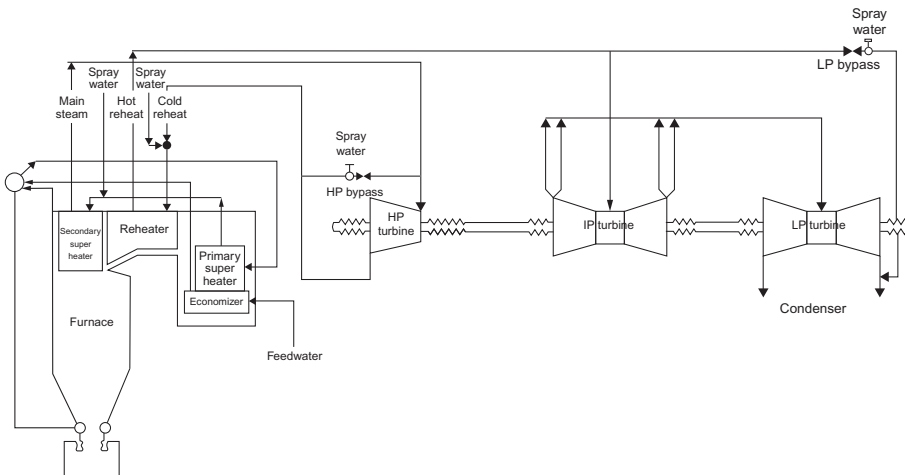 Spray
water
LP bypass
Spray
water
Spray
water
Main
steam
Hot
reheat
Cold
reheat
Spray
water
HP bypass
HP
turbine
IP turbine
LP turbine
Secondary
super
heater
Reheater
Primary
super
heater
Economizer
Furnace
Feedwater
Condenser